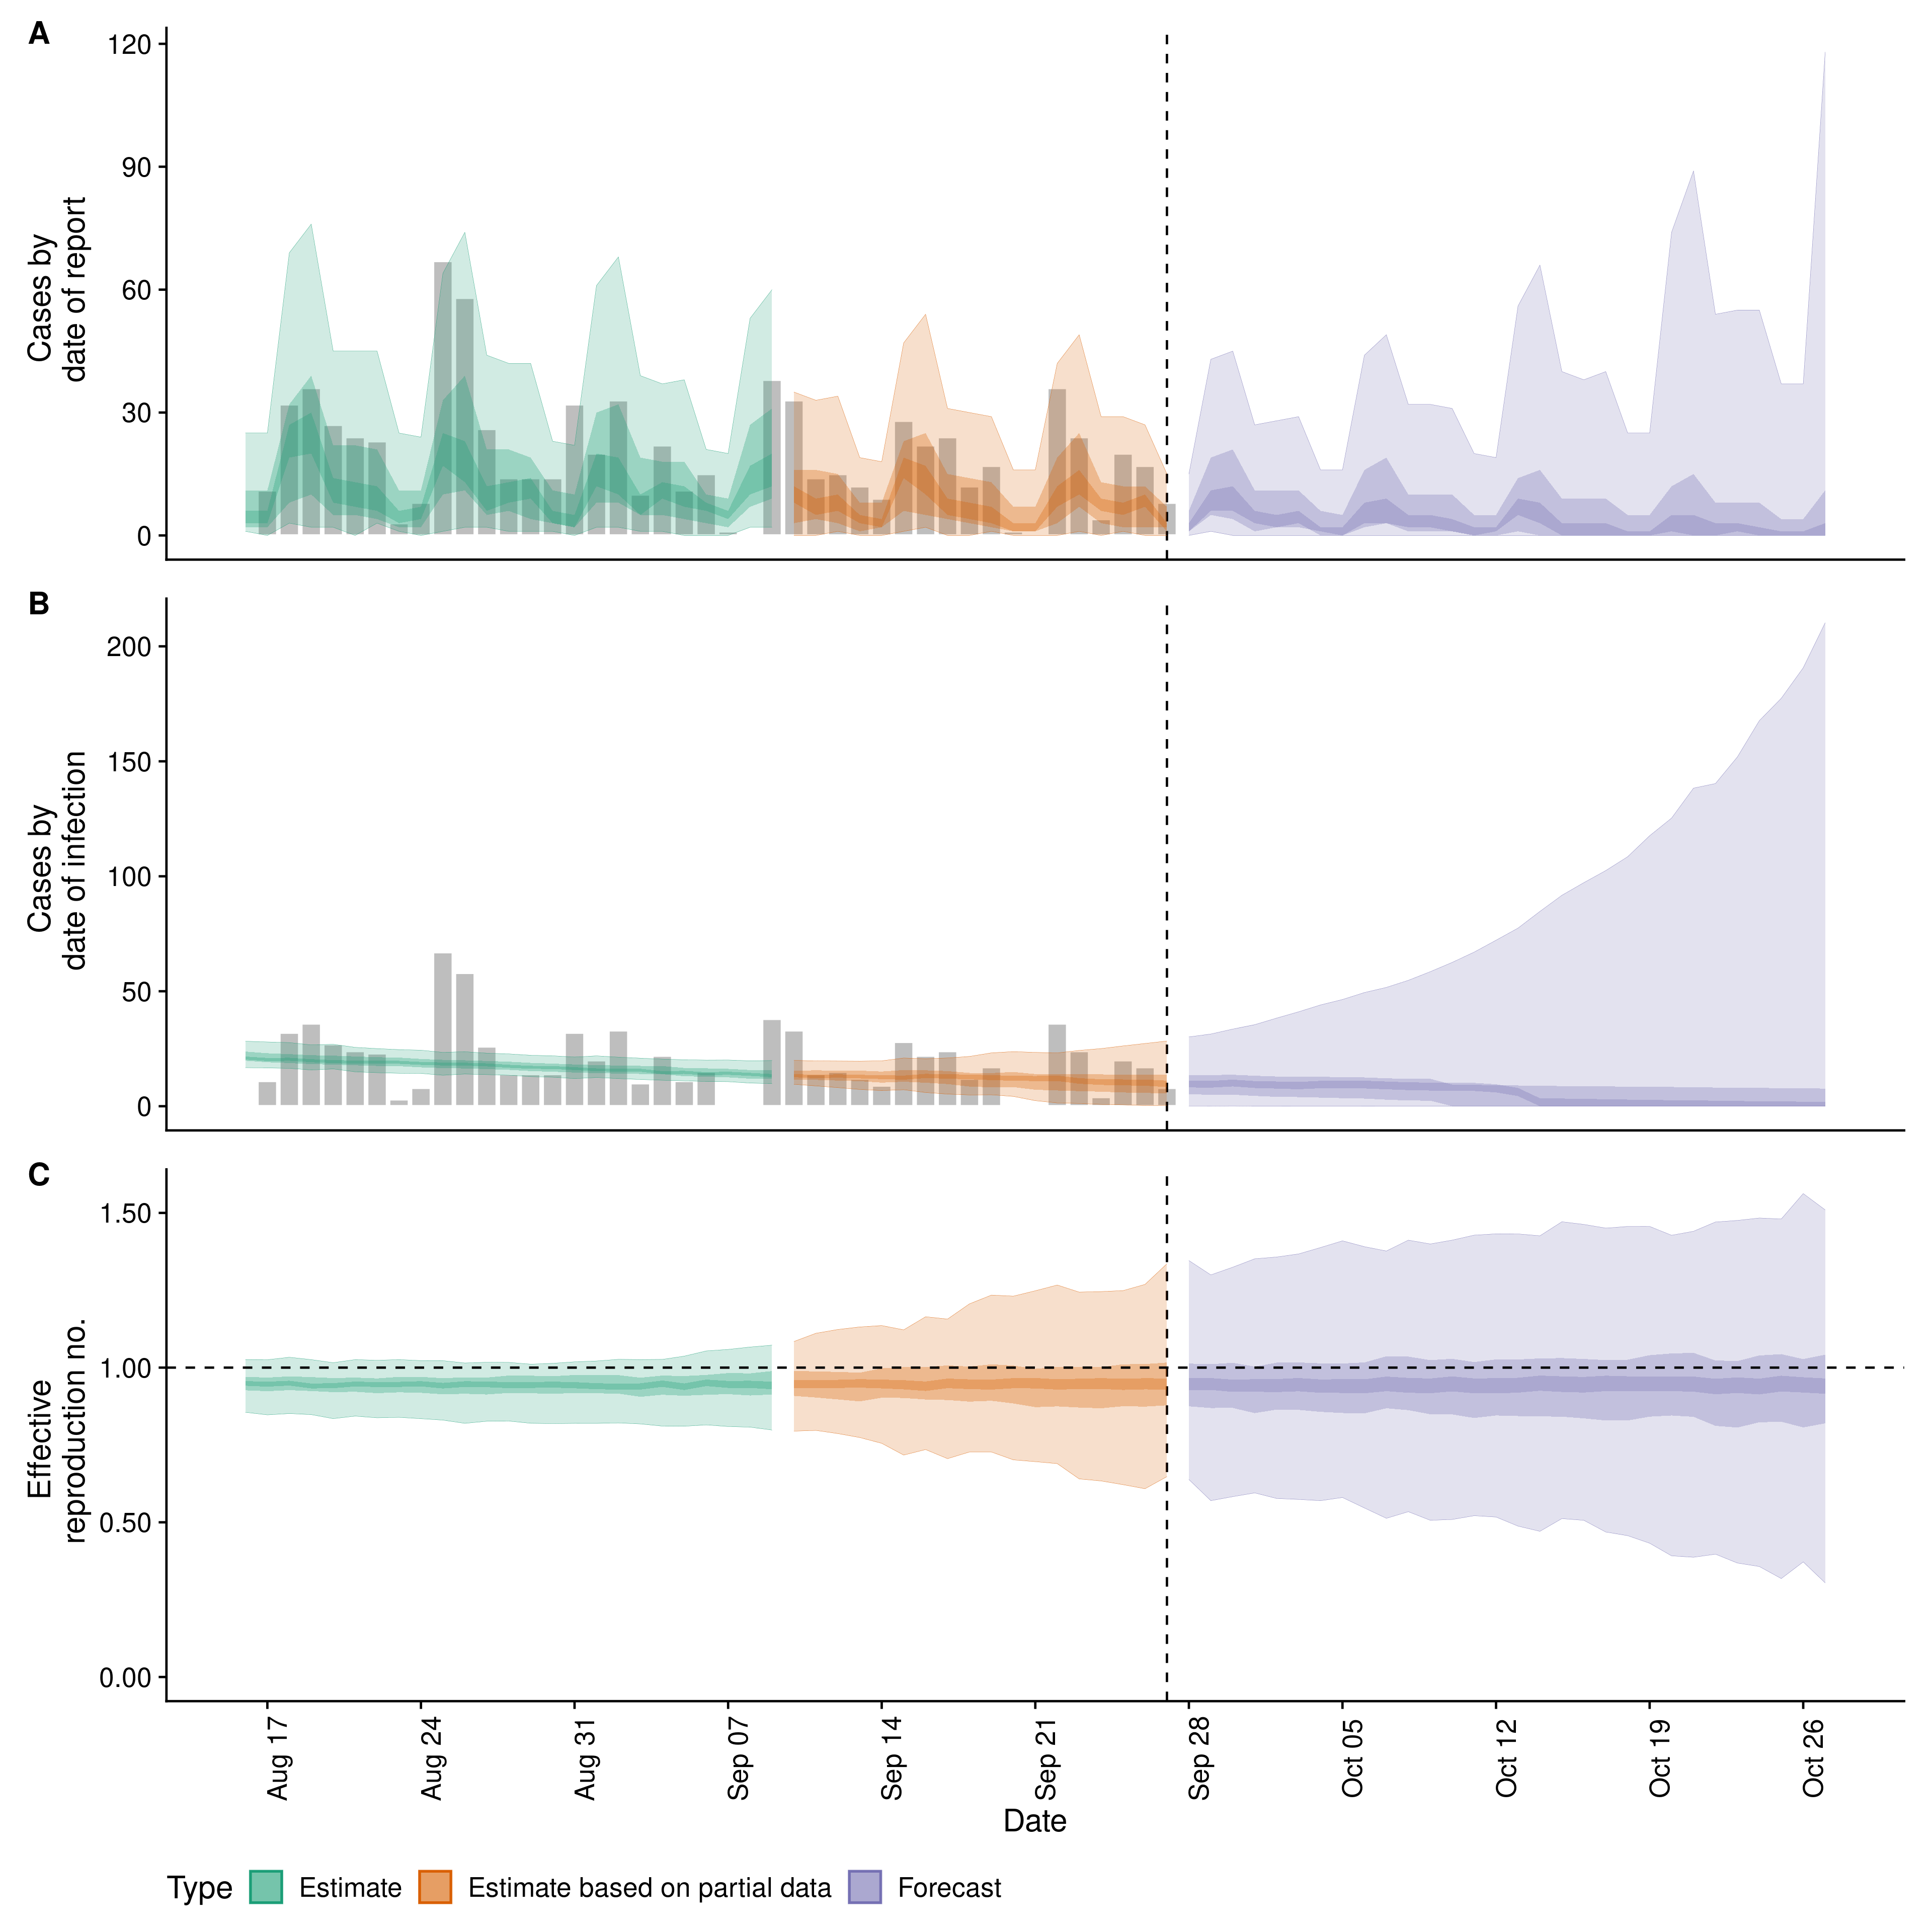 A
120
90
60
30
0
Cases by
date of report
B
200
150
100
50
0
Cases by
date of infection
C
1.50
1.00
0.50
0.00
Effective
reproduction no.
Aug 17
Aug 24
Aug 31
Sep 07
Sep 14
Sep 21
Sep 28
Oct 05
Oct 12
Oct 19
Oct 26
Date
Type Estimate Estimate based on partial data Forecast